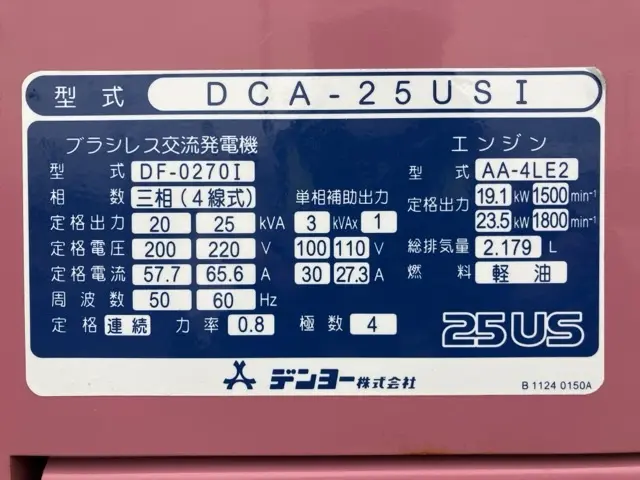 型式 DCA-25USI
ブラシレス交流発電機 エンジン
型式 DF-0270I 型式 AA-4LE2
相数 三相(4線式) 単相補助出力 定格出力 19.1 kW 1500 min⁻¹
定格出力 20 25 kVA 3 kVAx 1 23.5 kW 1800 min⁻¹
定格電圧 200 220 V 100 110 V 総排気量 2.179 L
定格電流 57.7 65.6 A 30 27.3 A 燃料 軽油
周波数 50 60 Hz
定格 連続 力率 0.8 極数 4 25US
デンヨー株式会社
B 1124 0150A